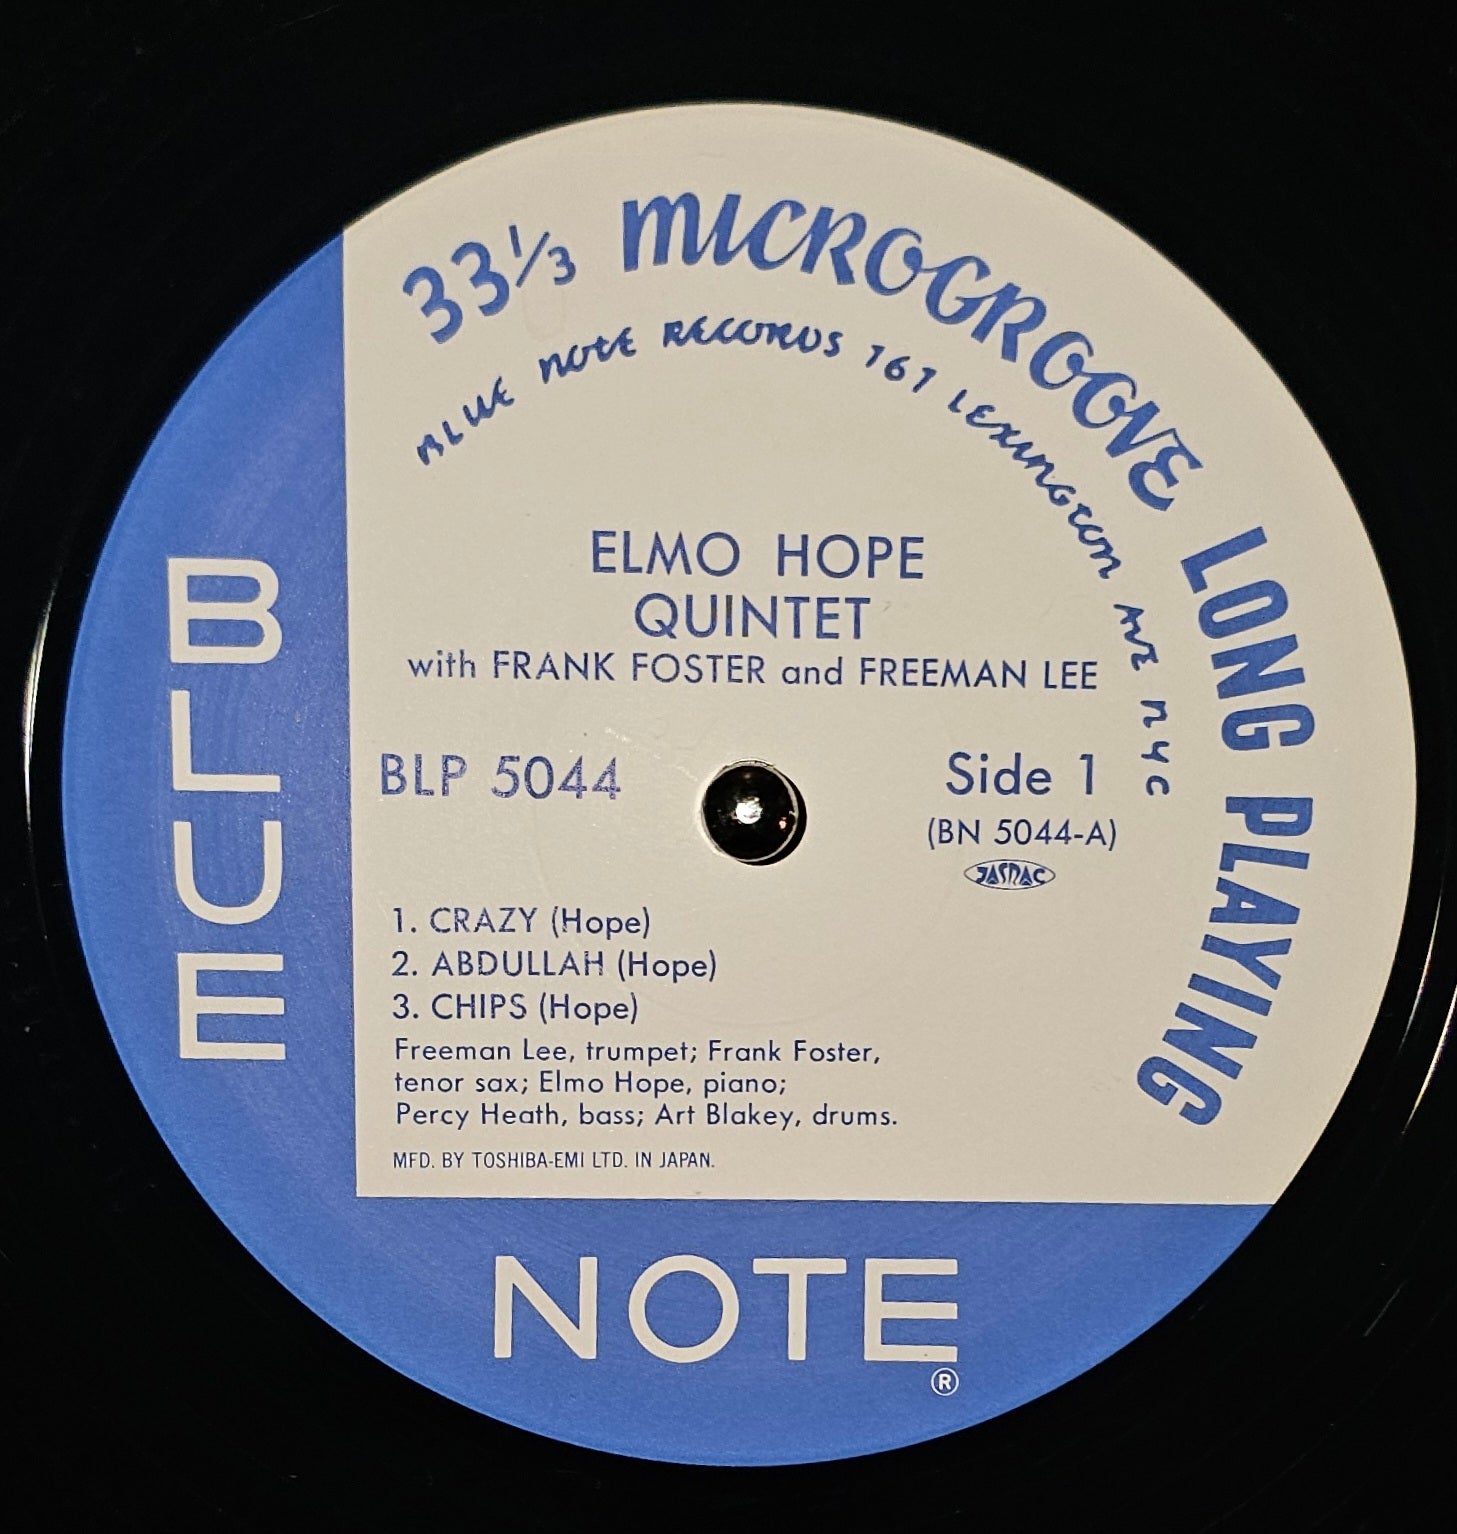 33 1/3 MICROGROOVE LONG PLAYING
BLUE NOTE RECORDS 767 LEXINGTON AVE NYC
ELMO HOPE
QUINTET
with FRANK FOSTER and FREEMAN LEE
BLP 5044
Side 1
(BN 5044-A)
JASRAC
1. CRAZY (Hope)
2. ABDULLAH (Hope)
3. CHIPS (Hope)
Freeman Lee, trumpet; Frank Foster,
tenor sax; Elmo Hope, piano;
Percy Heath, bass; Art Blakey, drums.
MFD. BY TOSHIBA-EMI LTD. IN JAPAN.
BLUE
NOTE
®